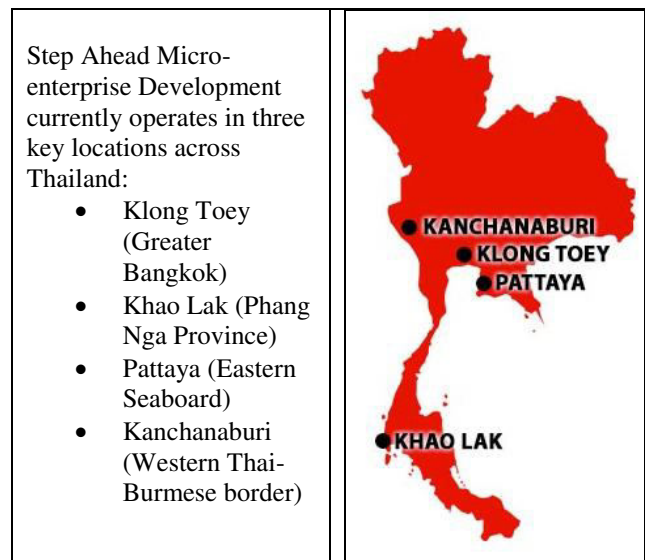 Step Ahead Micro-
enterprise Development
currently operates in three
key locations across
Thailand:
• Klong Toey
(Greater
Bangkok)
• Khao Lak (Phang
Nga Province)
• Pattaya (Eastern
Seaboard)
• Kanchanaburi
(Western Thai-
Burmese border)
KANCHANABURI
KLONG TOEY
PATTAYA
KHAO LAK